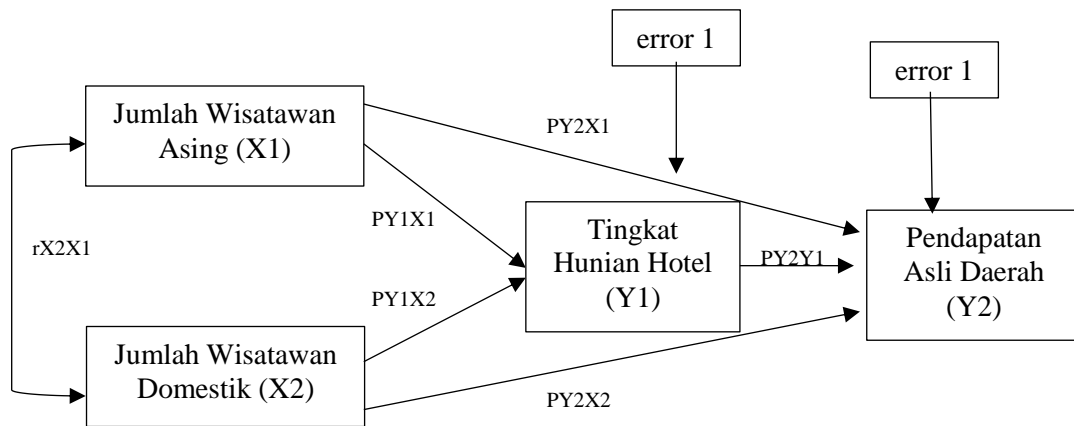 error 1
error 1
Jumlah Wisatawan
Asing (X1)
PY2X1
PY1X1
rX2X1
Tingkat
Hunian Hotel
(Y1)
PY2Y1
Pendapatan
Asli Daerah
(Y2)
PY1X2
Jumlah Wisatawan
Domestik (X2)
PY2X2